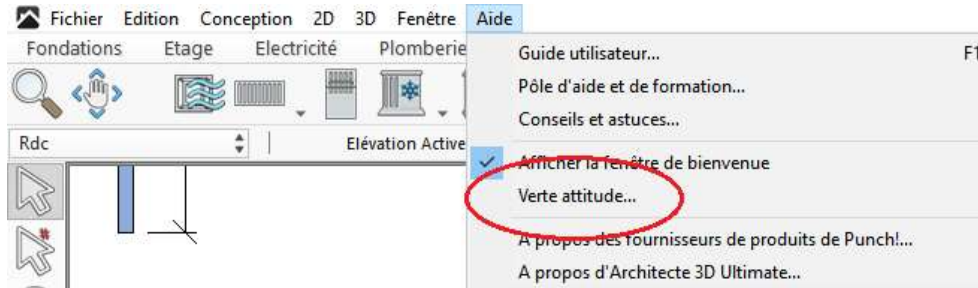 Fichier Edition Conception 2D 3D Fenêtre Aide
Fondations Etage Electricité Plomberie
Guide utilisateur... F1
Pôle d'aide et de formation...
Conseils et astuces...
Rdc Elévation Active
Afficher la fenêtre de bienvenue
Verte attitude...
A propos des fournisseurs de produits de Punch!...
A propos d'Architecte 3D Ultimate...